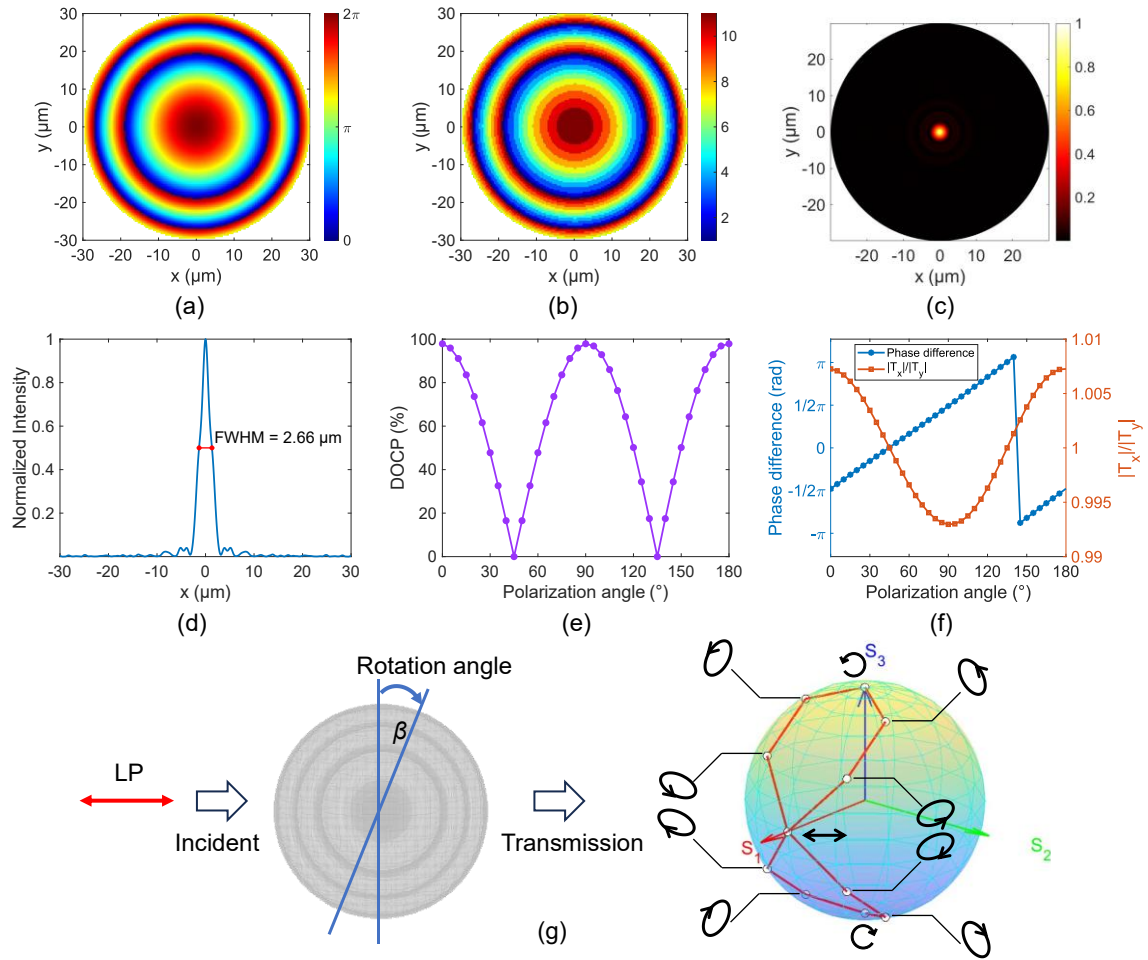 30
20
10
0
-10
-20
-30
y (μm)
-30 -20 -10 0 10 20 30
x (μm)
2π
π
0
(a)
30
20
10
0
-10
-20
-30
y (μm)
-30 -20 -10 0 10 20 30
x (μm)
10
8
6
4
2
(b)
20
10
0
-10
-20
y (μm)
-20 -10 0 10 20
x (μm)
1
0.8
0.6
0.4
0.2
(c)
1
0.8
0.6
0.4
0.2
Normalized Intensity
FWHM = 2.66 μm
-30 -20 -10 0 10 20 30
x (μm)
(d)
100
80
60
40
20
0
DOCP (%)
0 30 60 90 120 150 180
Polarization angle (°)
(e)
π
1/2π
0
-1/2π
-π
Phase difference (rad)
Phase difference
|Tx|/|Ty|
1.01
1.005
1
0.995
0.99
|Tx|/|Ty|
0 30 60 90 120 150 180
Polarization angle (°)
(f)
Rotation angle
β
LP
Incident
Transmission
S3
S1
S2
(g)